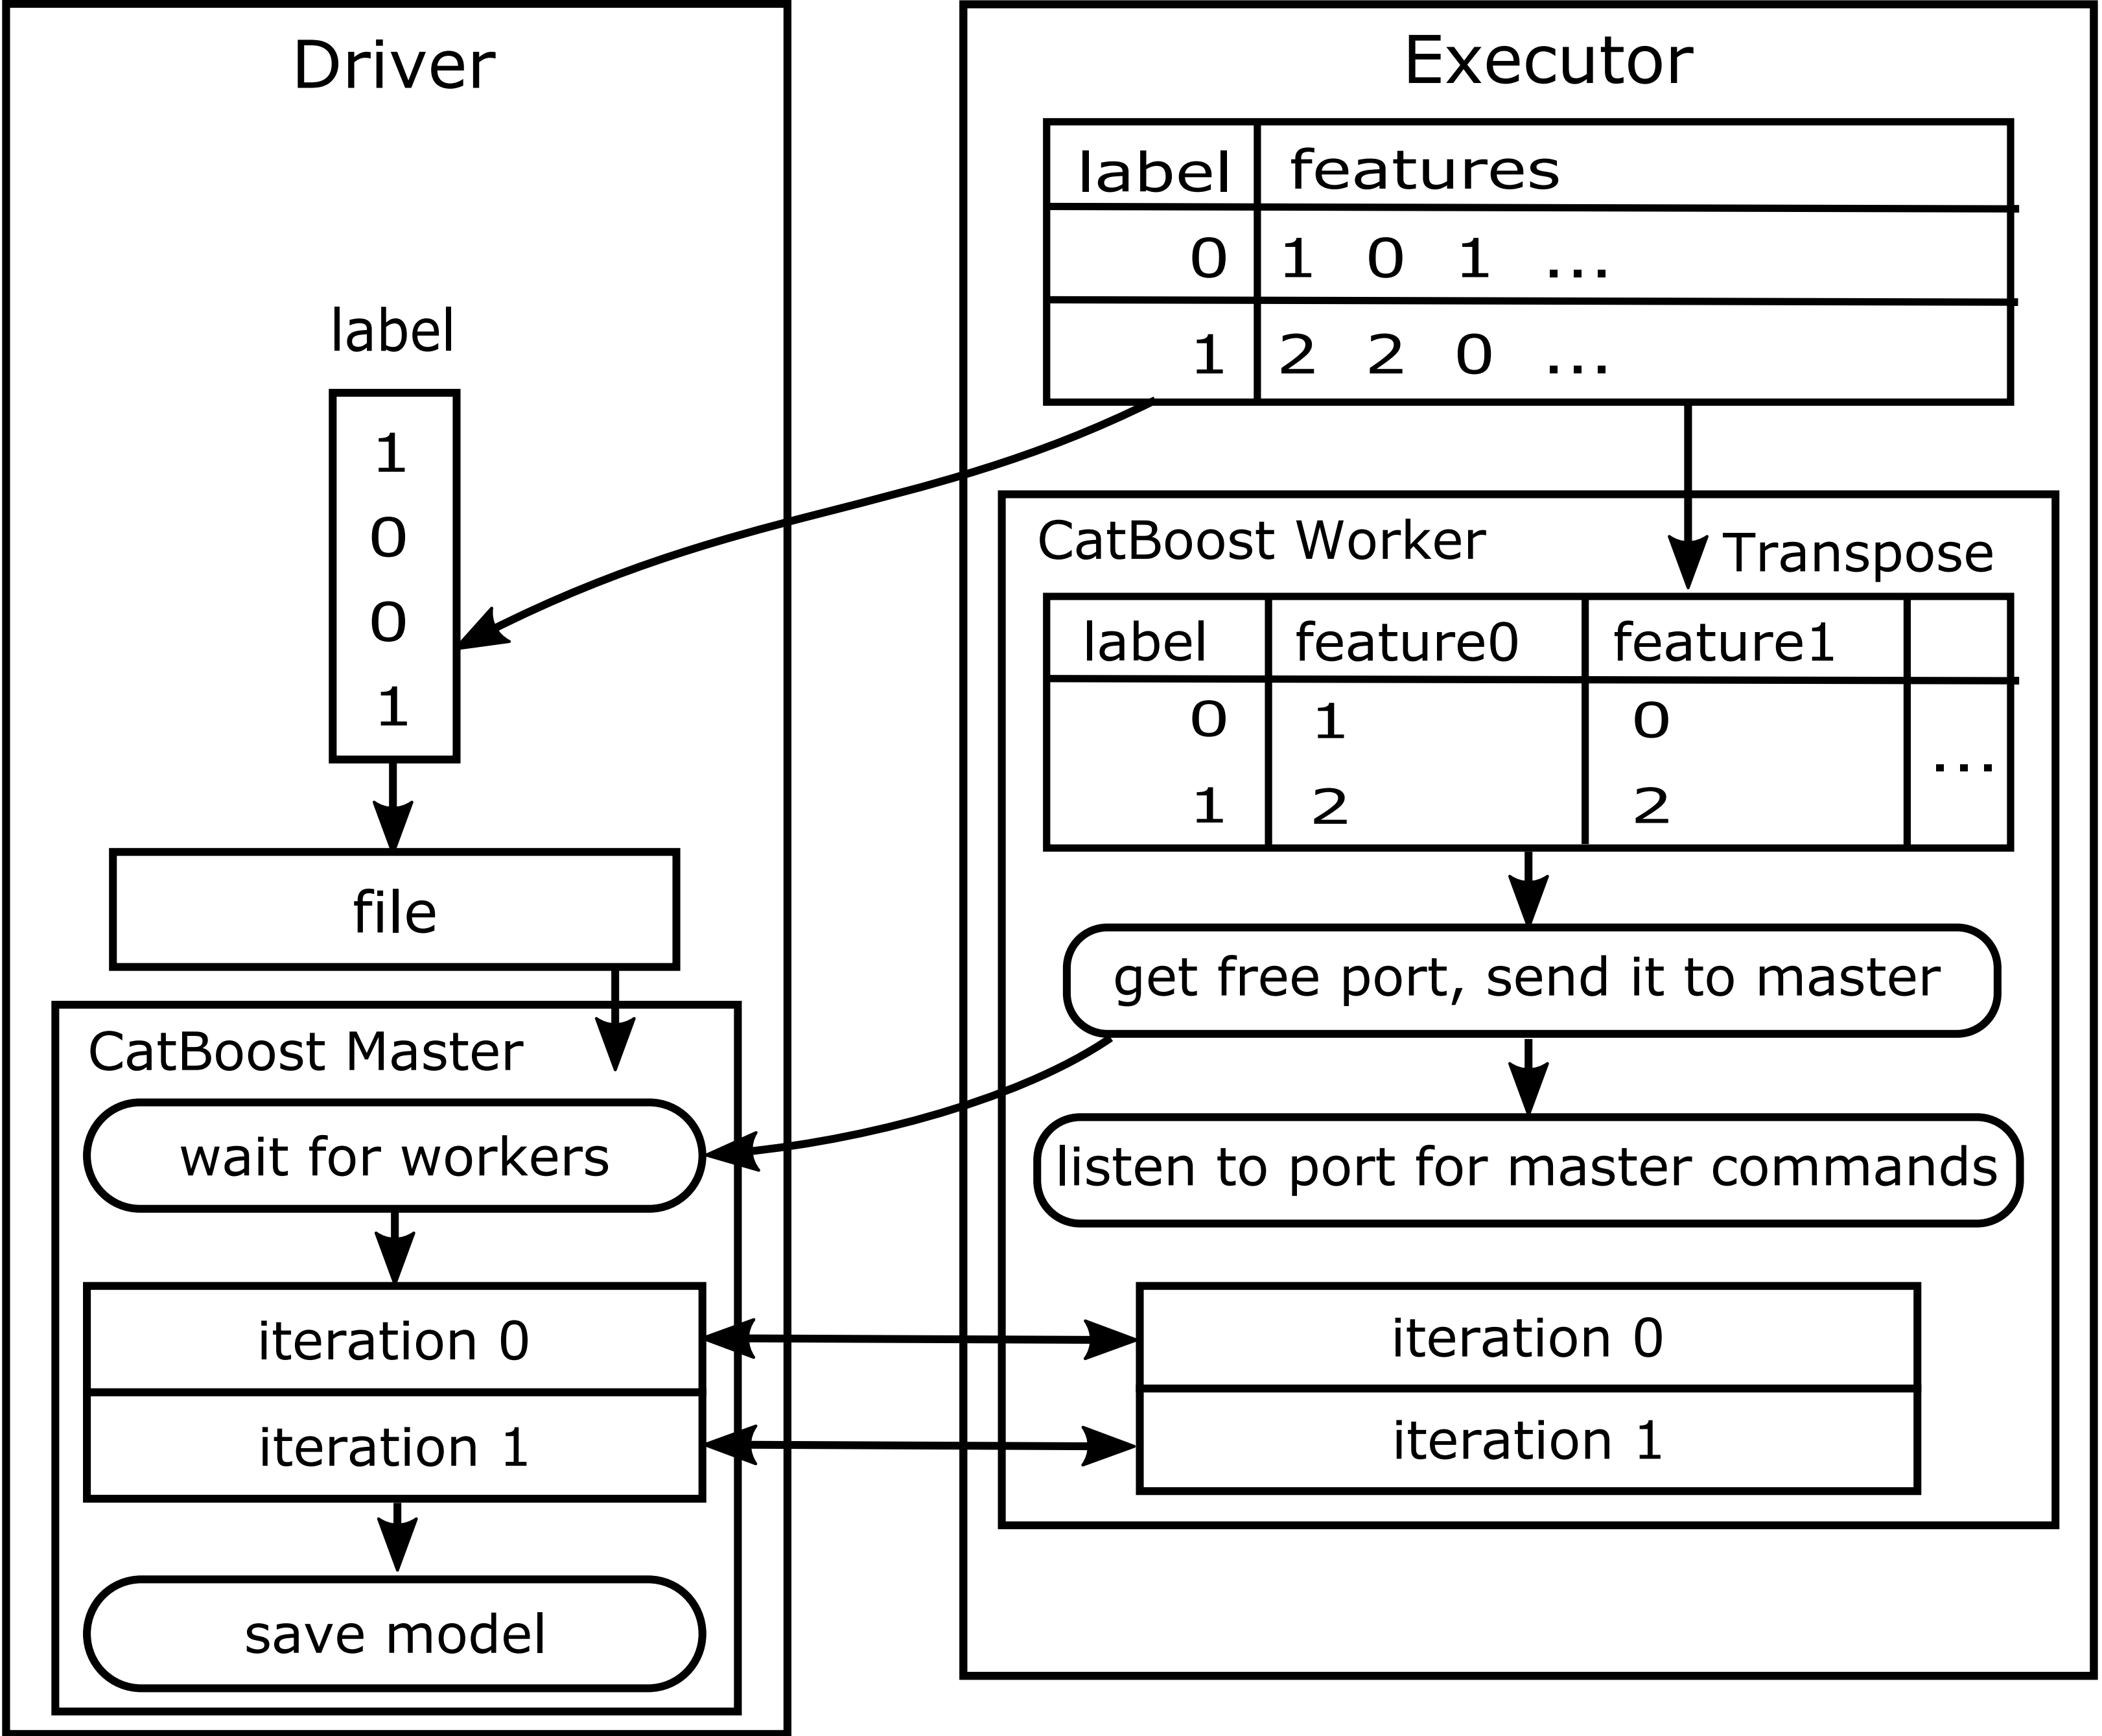 Driver
label
1
0
0
1
file
CatBoost Master
wait for workers
iteration 0
iteration 1
save model
Executor
label features
0 1 0 1 ...
1 2 2 0 ...
CatBoost Worker
Transpose
label feature0 feature1
0 1 0
...
1 2 2
get free port, send it to master
listen to port for master commands
iteration 0
iteration 1